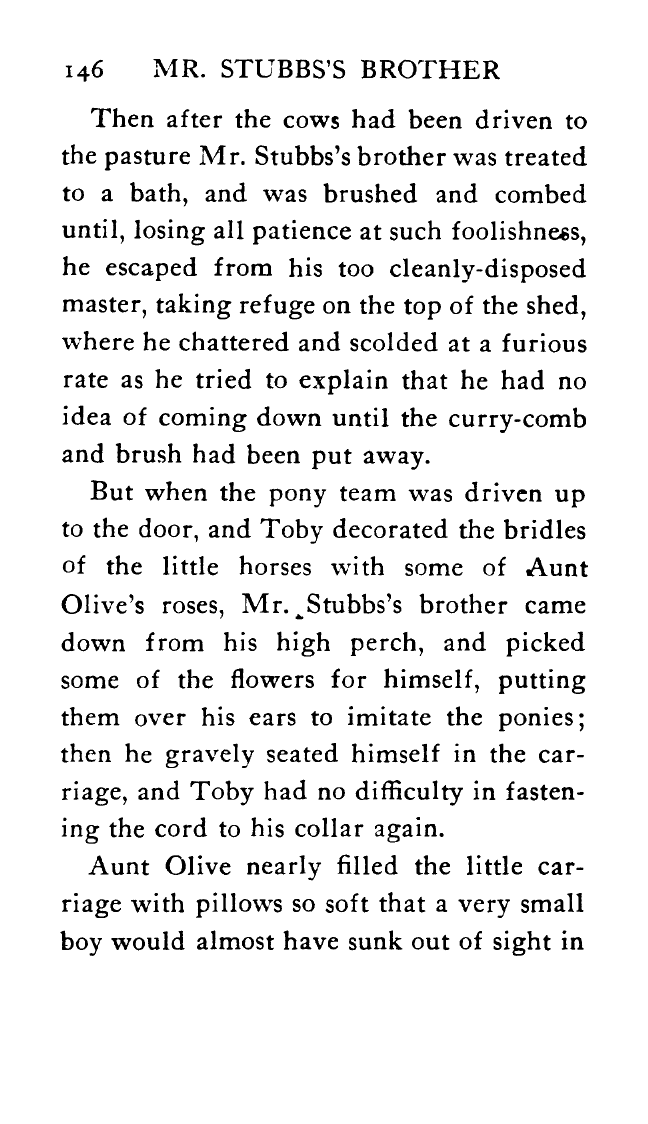 146 MR. STUBBS'S BROTHER
Then after the cows had been driven to
the pasture Mr. Stubbs's brother was treated
to a bath, and was brushed and combed
until, losing all patience at such foolishness,
he escaped from his too cleanly-disposed
master, taking refuge on the top of the shed,
where he chattered and scolded at a furious
rate as he tried to explain that he had no
idea of coming down until the curry-comb
and brush had been put away.
But when the pony team was driven up
to the door, and Toby decorated the bridles
of the little horses with some of Aunt
Olive's roses, Mr. Stubbs's brother came
down from his high perch, and picked
some of the flowers for himself, putting
them over his ears to imitate the ponies;
then he gravely seated himself in the car-
riage, and Toby had no difficulty in fasten-
ing the cord to his collar again.
Aunt Olive nearly filled the little car-
riage with pillows so soft that a very small
boy would almost have sunk out of sight in